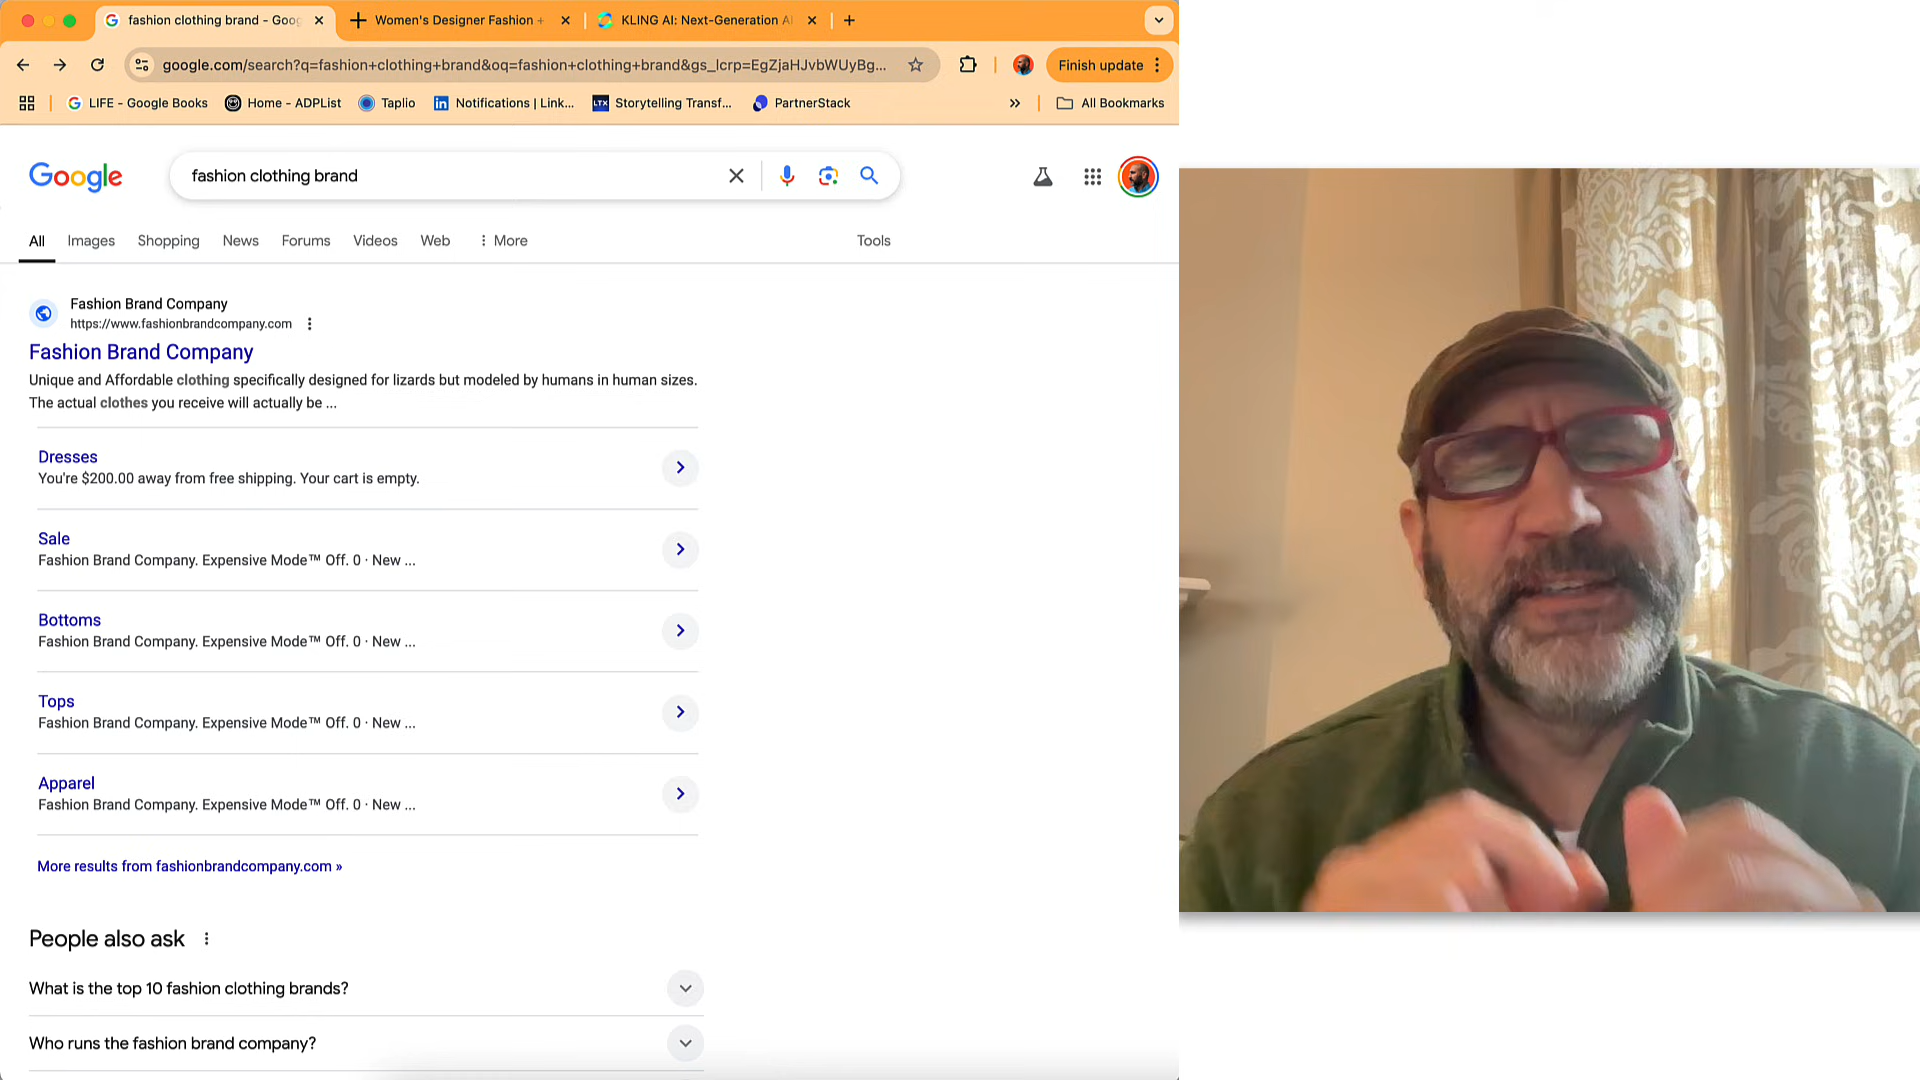 fashion clothing brand - Goog
Women's Designer Fashion +
KLING AI: Next-Generation AI
google.com/search?q=fashion+clothing+brand&oq=fashion+clothing+brand&gs_lcrp=EgZjaHJvbWUyBg...
Finish update
LIFE - Google Books
Home - ADPList
Taplio
Notifications | Link...
LTX
Storytelling Transf...
PartnerStack
All Bookmarks
Google
fashion clothing brand
All
Images
Shopping
News
Forums
Videos
Web
More
Tools
Fashion Brand Company
https://www.fashionbrandcompany.com
Fashion Brand Company
Unique and Affordable clothing specifically designed for lizards but modeled by humans in human sizes.
The actual clothes you receive will actually be ...
Dresses
You're $200.00 away from free shipping. Your cart is empty.
Sale
Fashion Brand Company. Expensive Mode™ Off. 0 · New ...
Bottoms
Fashion Brand Company. Expensive Mode™ Off. 0 · New ...
Tops
Fashion Brand Company. Expensive Mode™ Off. 0 · New ...
Apparel
Fashion Brand Company. Expensive Mode™ Off. 0 · New ...
More results from fashionbrandcompany.com »
People also ask
What is the top 10 fashion clothing brands?
Who runs the fashion brand company?